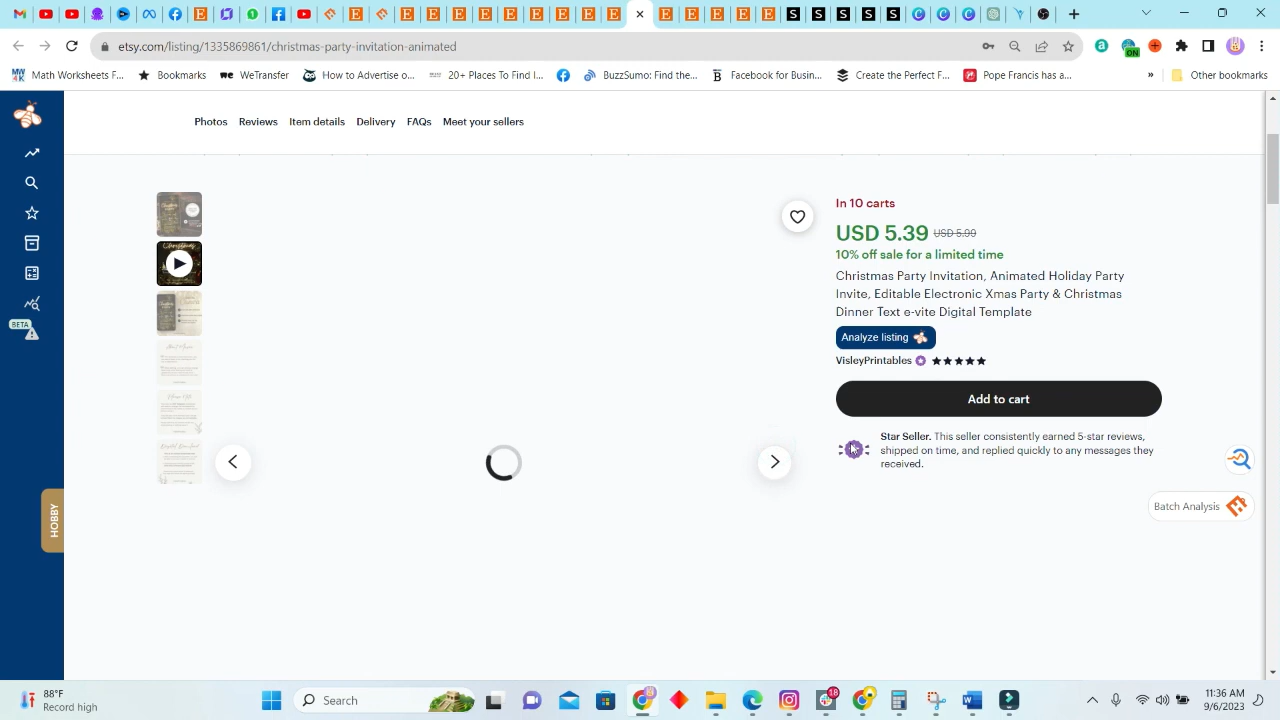 etsy.com/listing/1335869861/christmas-party-invitation-animated
ON
Math Worksheets F...
Bookmarks
we
Wetransfer
How to advertise o...
20+ Places To Find I...
BuzzSumo: Find the...
Facebook for Busin...
Create the Perfect F...
Pope Francis has a...
»
Other bookmarks
Photos
Reviews
Item details
Delivery
FAQs
Meet your sellers
In 10 carts
USD 5.39 USD 5.99
10% off sale for a limited time
Christmas Party Invitation, Animated Holiday Party
Invite
Electronic Xmas
Christmas
Dinner
e-vite Digital Template
Analyze listing
VislyPrintables
Add to cart
Star Seller. This seller consistently earned 5-star reviews,
shipped on time, and replied quickly to any messages they
received.
BETA
HOBBY
Batch Analysis
88°F
Record high
Search
18
11:36 AM
9/6/2023